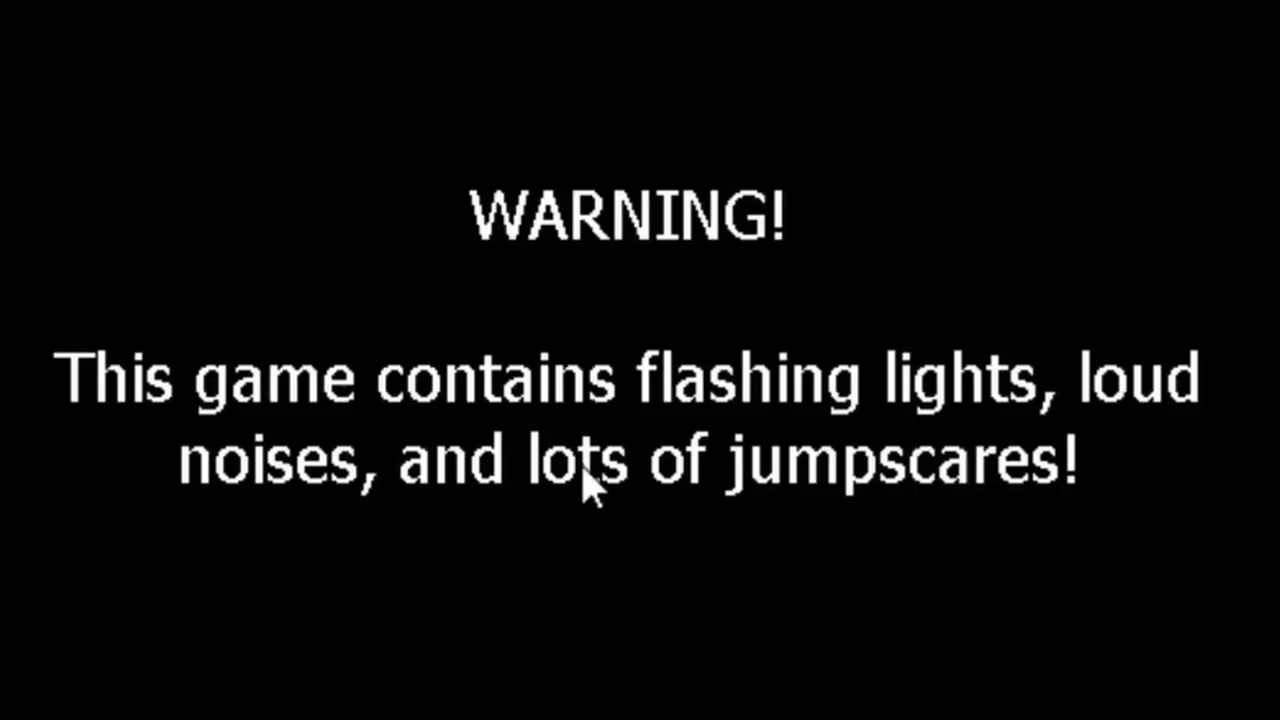 WARNING!
This game contains flashing lights, loud
noises, and lots of jumpscares!